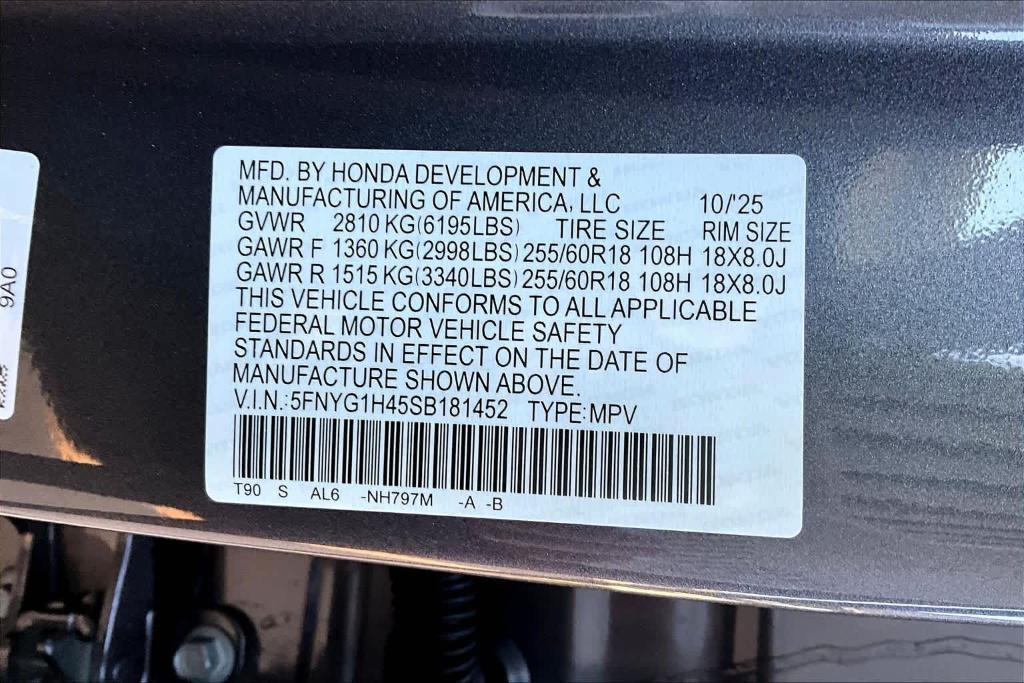 MFD. BY HONDA DEVELOPMENT &
MANUFACTURING OF AMERICA, LLC 10/'25
GVWR 2810 KG(6195LBS) TIRE SIZE RIM SIZE
GAWR F 1360 KG(2998LBS) 255/60R18 108H 18X8.0J
GAWR R 1515 KG(3340LBS) 255/60R18 108H 18X8.0J
THIS VEHICLE CONFORMS TO ALL APPLICABLE
FEDERAL MOTOR VEHICLE SAFETY
STANDARDS IN EFFECT ON THE DATE OF
MANUFACTURE SHOWN ABOVE.
V.I.N.:5FNYG1H45SB181452 TYPE:MPV
T90 S AL6 -NH797M -A -B
9A0